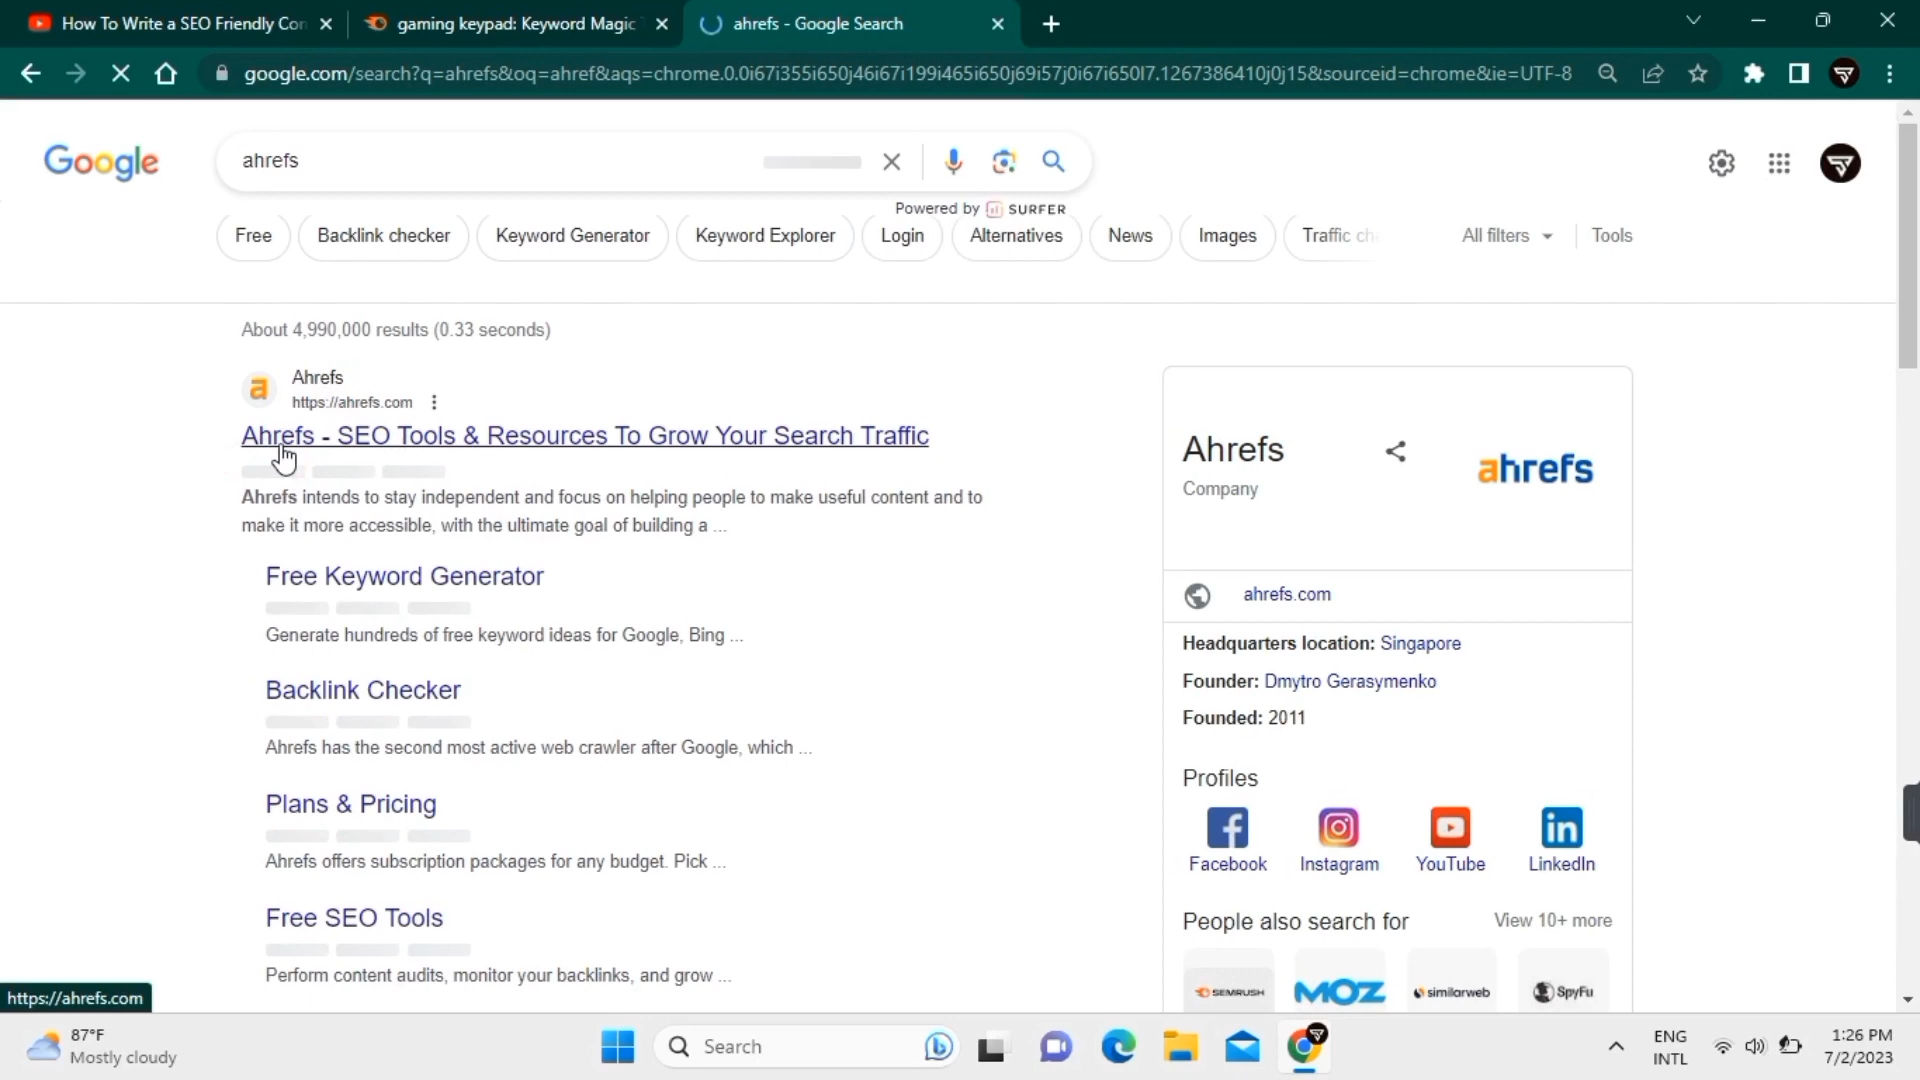 How To Write a SEO Friendly Con
gaming keypad: Keyword Magic
ahrefs - Google Search
google.com/search?q=ahrefs&oq=ahref&aqs=chrome.0.0i67i355i650j46i67i199i465i650j69i57j0i67i650l7.1267386410j0j15&sourceid=chrome&ie=UTF-8
Google
ahrefs
Powered by SURFER
Free
Backlink checker
Keyword Generator
Keyword Explorer
Login
Alternatives
News
Images
Traffic che
All filters
Tools
About 4,990,000 results (0.33 seconds)
a
Ahrefs
https://ahrefs.com
Ahrefs - SEO Tools & Resources To Grow Your Search Traffic
Ahrefs intends to stay independent and focus on helping people to make useful content and to
make it more accessible, with the ultimate goal of building a ...
Free Keyword Generator
Generate hundreds of free keyword ideas for Google, Bing ...
Backlink Checker
Ahrefs has the second most active web crawler after Google, which ...
Plans & Pricing
Ahrefs offers subscription packages for any budget. Pick ...
Free SEO Tools
Perform content audits, monitor your backlinks, and grow ...
Ahrefs
Company
ahrefs
ahrefs.com
Headquarters location: Singapore
Founder: Dmytro Gerasymenko
Founded: 2011
Profiles
Facebook
Instagram
YouTube
LinkedIn
People also search for
View 10+ more
SEMRUSH
MOZ
similarweb
SpyFu
https://ahrefs.com
87°F
Mostly cloudy
Search
ENG
INTL
1:26 PM
7/2/2023